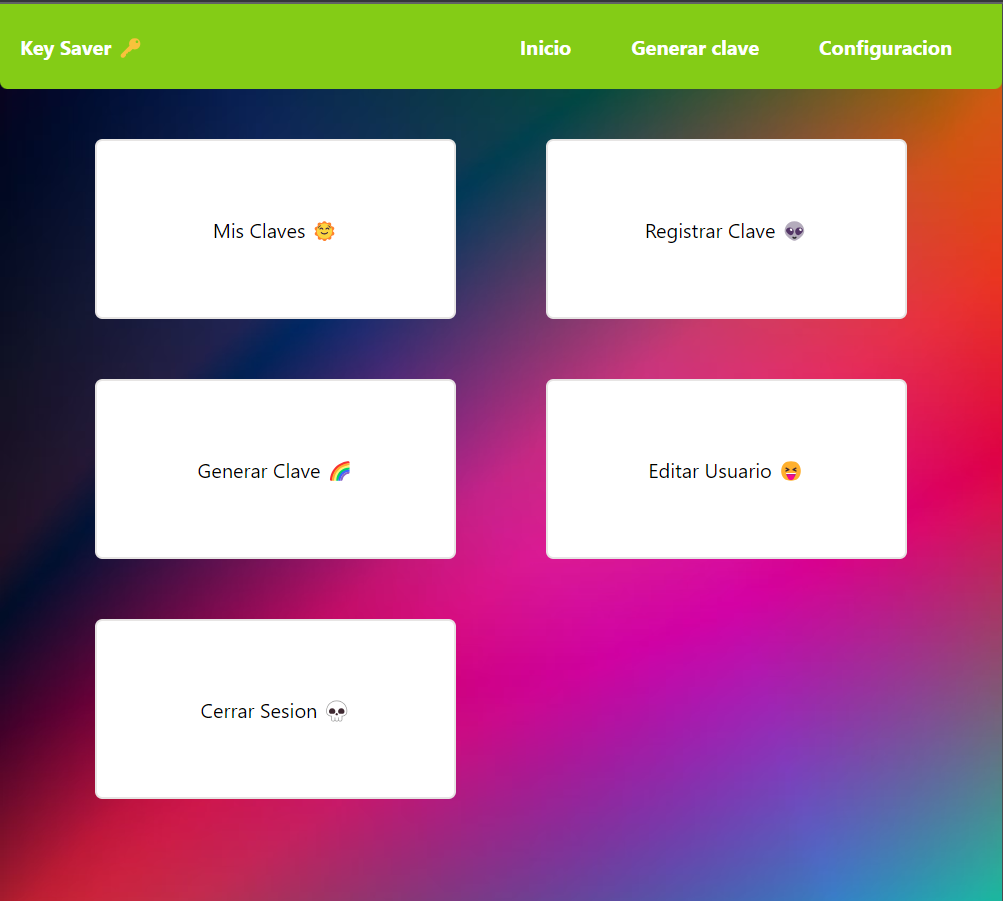 Key Saver 🔑 Inicio Generar clave Configuracion
Mis Claves 🌞 Registrar Clave 👽
Generar Clave 🌈 Editar Usuario 😝
Cerrar Sesion 💀